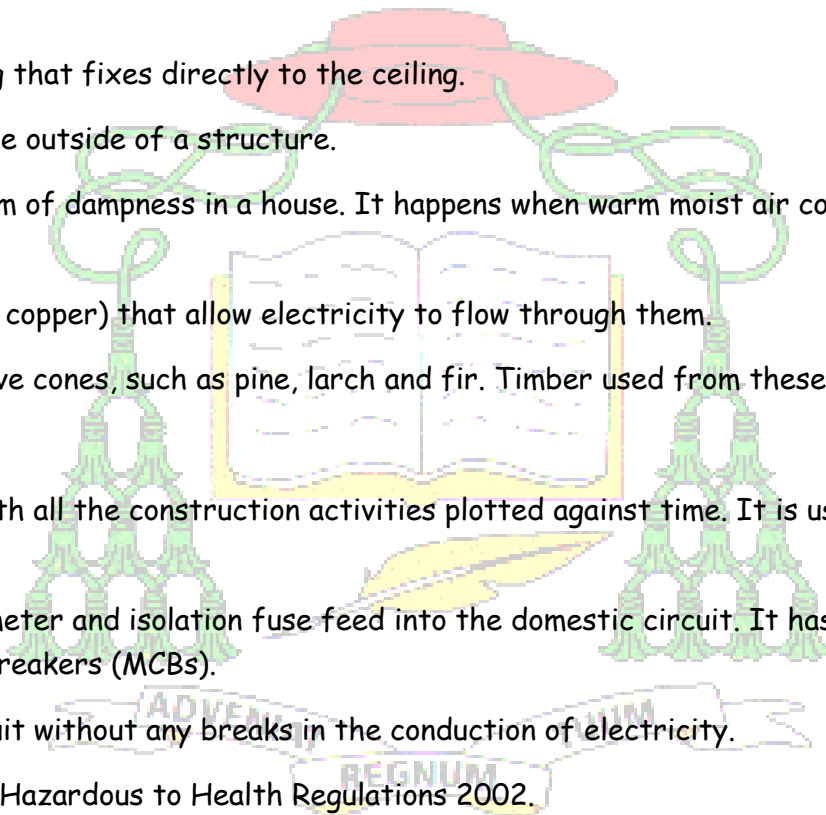 g that fixes directly to the ceiling.
e outside of a structure.
m of dampness in a house. It happens when warm moist air co
copper) that allow electricity to flow through them.
ve cones, such as pine, larch and fir. Timber used from these
th all the construction activities plotted against time. It is us
meter and isolation fuse feed into the domestic circuit. It has
reakers (MCBs).
uit without any breaks in the conduction of electricity.
ADVENIAT
TUUM
REGNUM
Hazardous to Health Regulations 2002.